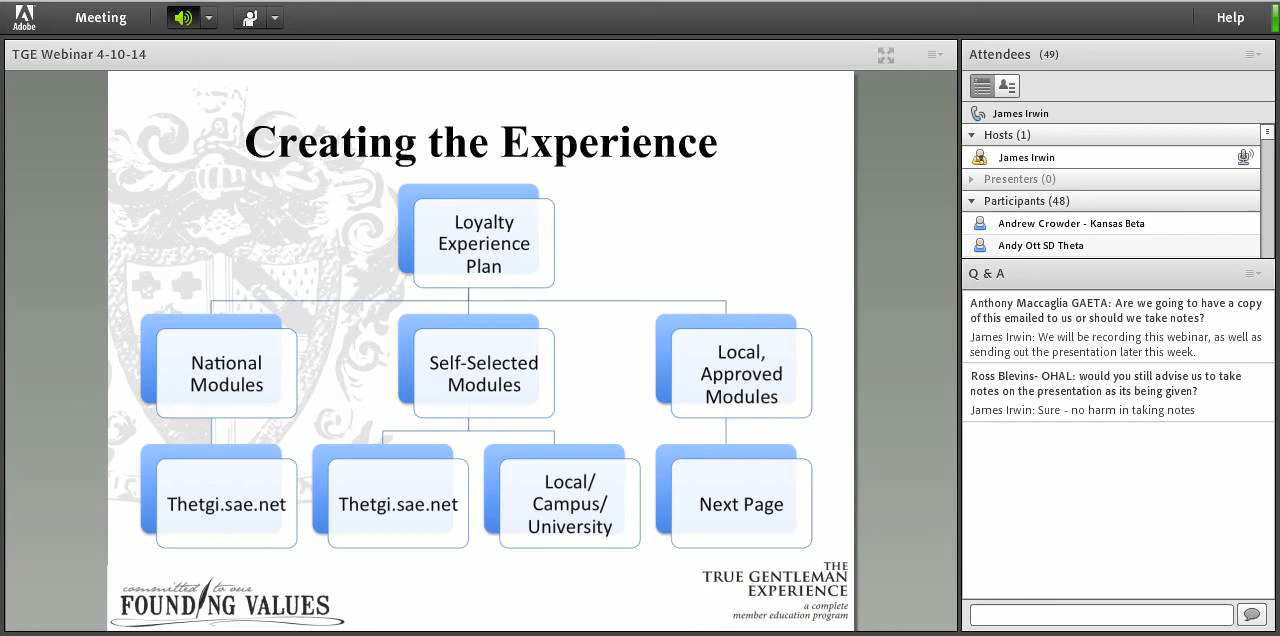 Adobe
Meeting
Help
TGE Webinar 4-10-14
Creating the Experience
Loyalty
Experience
Plan
National
Modules
Self-Selected
Modules
Local,
Approved
Modules
Thetgi.sae.net
Thetgi.sae.net
Local/
Campus/
University
Next Page
committed to our
FOUNDING VALUES
THE
TRUE GENTLEMAN
EXPERIENCE
a complete
member education program
Attendees (49)
James Irwin
Hosts (1)
James Irwin
Presenters (0)
Participants (48)
Andrew Crowder - Kansas Beta
Andy Ott SD Theta
Q & A
Anthony Maccaglia GAETA: Are we going to have a copy
of this emailed to us or should we take notes?
James Irwin: We will be recording this webinar, as well as
sending out the presentation later this week.
Ross Blevins- OHAL: would you still advise us to take
notes on the presentation as its being given?
James Irwin: Sure - no harm in taking notes